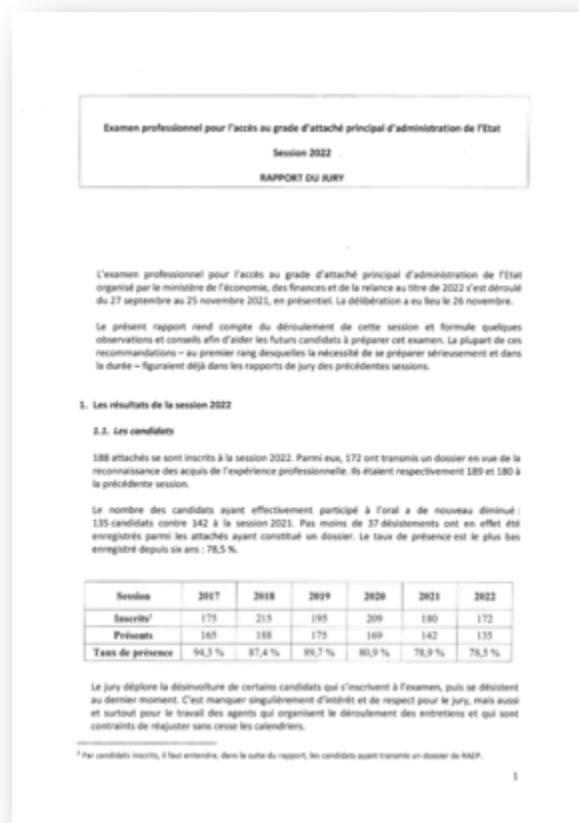 Examen professionnel pour l'accès au grade d'attaché principal d'administration de l'Etat
Session 2022
RAPPORT DU JURY
L'examen professionnel pour l'accès au grade d'attaché principal d'administration de l'Etat
organisé par le ministère de l'économie, des finances et de la relance au titre de 2022 s'est déroulé
du 27 septembre au 25 novembre 2021, en présentiel. La délibération a eu lieu le 26 novembre.
Le présent rapport rend compte du déroulement de cette session et formule quelques
observations et conseils afin d'aider les futurs candidats à préparer cet examen. La plupart de ces
recommandations – au premier rang desquelles la nécessité de se préparer sérieusement et dans
la durée – figuraient déjà dans les rapports de jury des précédentes sessions.
1. Les résultats de la session 2022
1.1. Les candidats
188 attachés se sont inscrits à la session 2022. Parmi eux, 172 ont transmis un dossier en vue de la
reconnaissance des acquis de l'expérience professionnelle. Ils étaient respectivement 189 et 180 à
la précédente session.
Le nombre des candidats ayant effectivement participé à l'oral a de nouveau diminué :
135 candidats contre 142 à la session 2021. Pas moins de 37 désistements ont en effet été
enregistrés parmi les attachés ayant constitué un dossier. Le taux de présence est le plus bas
enregistré depuis six ans : 78,5 %.
Session 2017 2018 2019 2020 2021 2022
Inscrits¹ 175 215 195 209 180 172
Présents 165 188 175 169 142 135
Taux de présence 94,3 % 87,4 % 89,7 % 80,9 % 78,9 % 78,5 %
Le jury déplore la désinvolture de certains candidats qui s'inscrivent à l'examen, puis se désistent
au dernier moment. C'est manquer singulièrement d'intérêt et de respect pour le jury, mais aussi
et surtout pour le travail des agents qui organisent le déroulement des entretiens et qui sont
contraints de réajuster sans cesse les calendriers.
¹ Par candidats inscrits, il faut entendre, dans la suite du rapport, les candidats ayant transmis un dossier de RAEP.
1